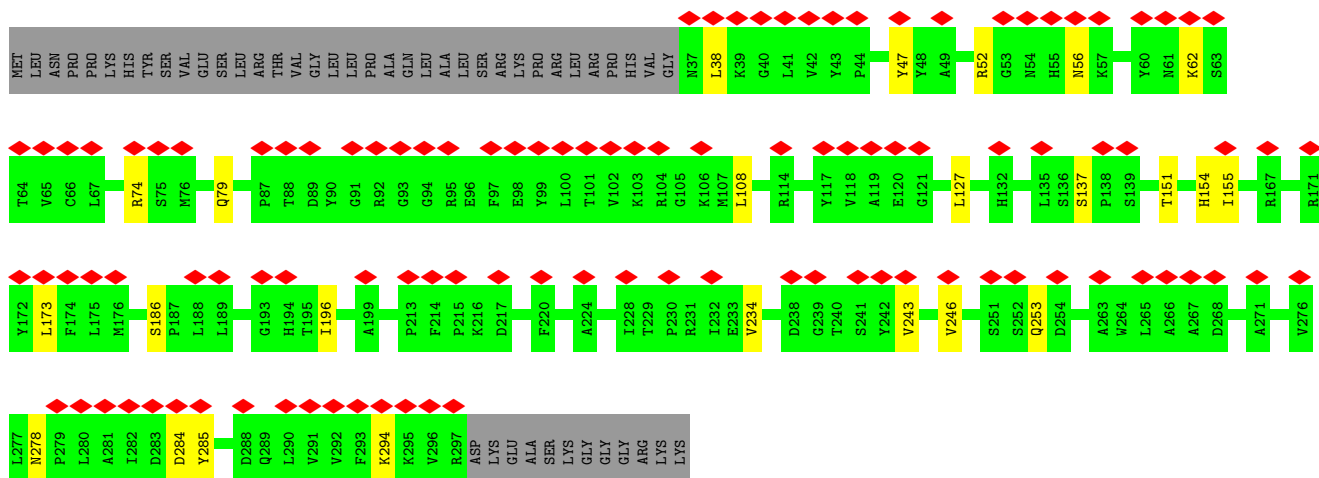 MET LEU ASN PRO PRO LYS HIS TYR SER VAL GLU SER LEU ARG THR VAL GLY LEU LEU PRO ALA GLN LEU ALA LEU SER ARG LYS PRO ARG LEU ARG PRO HIS VAL GLY N37 L38 K39 G40 L41 V42 Y43 P44 Y47 Y48 A49 R52 G53 N54 H55 N56 K57 Y60 N61 K62 S63
T64 V65 C66 L67 R74 S75 M76 Q79 P87 T88 D89 Y90 G91 R92 G93 G94 R95 E96 F97 E98 Y99 L100 T101 V102 K103 R104 G105 K106 M107 L108 R114 Y117 V118 A119 E120 G121 L127 H132 L135 S136 S137 P138 S139 T151 H154 I155 R167 R171
Y172 L173 F174 L175 M176 S186 P187 L188 L189 G193 H194 T195 I196 A199 P213 F214 P215 K216 D217 F220 A224 I228 T229 P230 R231 I232 E233 V234 D238 G239 T240 S241 Y242 V243 V246 S251 S252 Q253 D254 A263 W264 L265 A266 A267 D268 A271 V276
L277 N278 P279 L280 A281 I282 D283 D284 Y285 D288 Q289 L290 V291 V292 F293 K294 K295 V296 R297 ASP LYS GLU ALA SER LYS GLY GLY GLY ARG LYS LYS